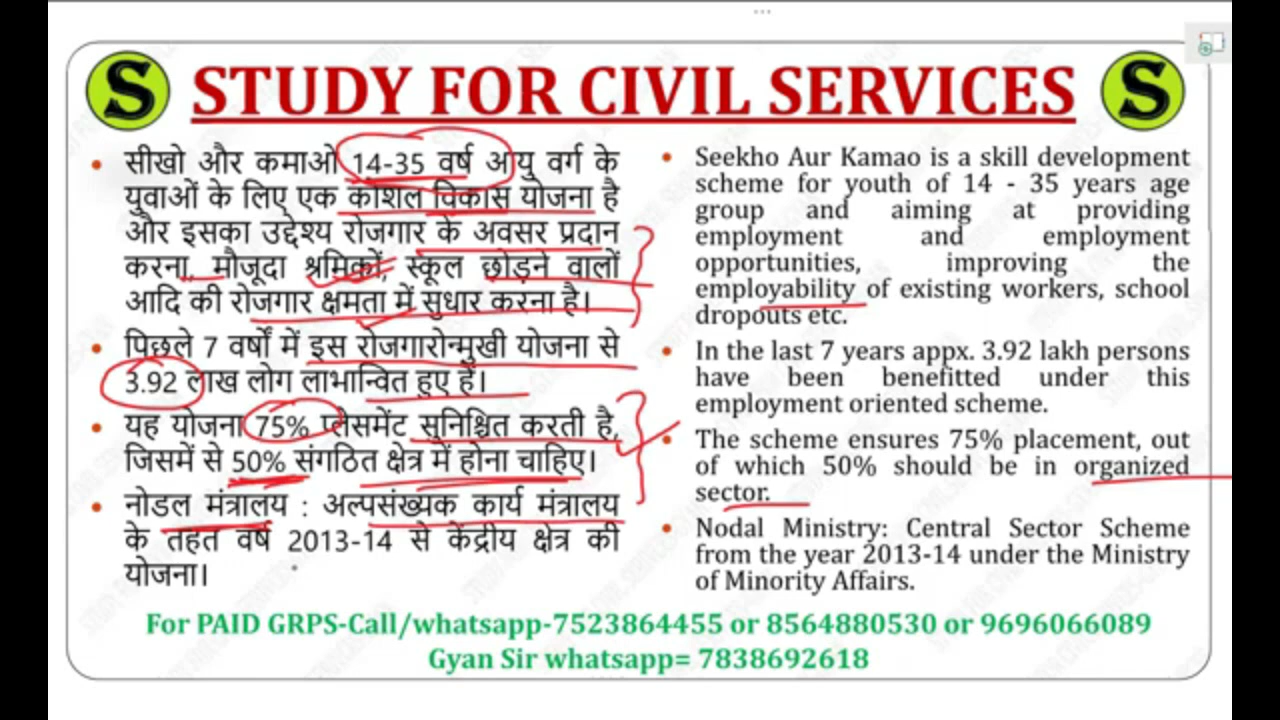 S STUDY FOR CIVIL SERVICES S
सीखो और कमाओ 14-35 वर्ष आयु वर्ग के
युवाओं के लिए एक कौशल विकास योजना है
और इसका उद्देश्य रोजगार के अवसर प्रदान
करना, मौजूदा श्रमिकों, स्कूल छोड़ने वालों
आदि की रोजगार क्षमता में सुधार करना है।
पिछले 7 वर्षों में इस रोजगारोन्मुखी योजना से
3.92 लाख लोग लाभान्वित हुए हैं।
यह योजना 75% प्लेसमेंट सुनिश्चित करती है,
जिसमें से 50% संगठित क्षेत्र में होना चाहिए।
नोडल मंत्रालय : अल्पसंख्यक कार्य मंत्रालय
के तहत वर्ष 2013-14 से केंद्रीय क्षेत्र की
योजना।
Seekho Aur Kamao is a skill development
scheme for youth of 14 - 35 years age
group and aiming at providing
employment and employment
opportunities, improving the
employability of existing workers, school
dropouts etc.
In the last 7 years appx. 3.92 lakh persons
have been benefitted under this
employment oriented scheme.
The scheme ensures 75% placement, out
of which 50% should be in organized
sector.
Nodal Ministry: Central Sector Scheme
from the year 2013-14 under the Ministry
of Minority Affairs.
For PAID GRPS-Call/whatsapp-7523864455 or 8564880530 or 9696066089
Gyan Sir whatsapp= 7838692618